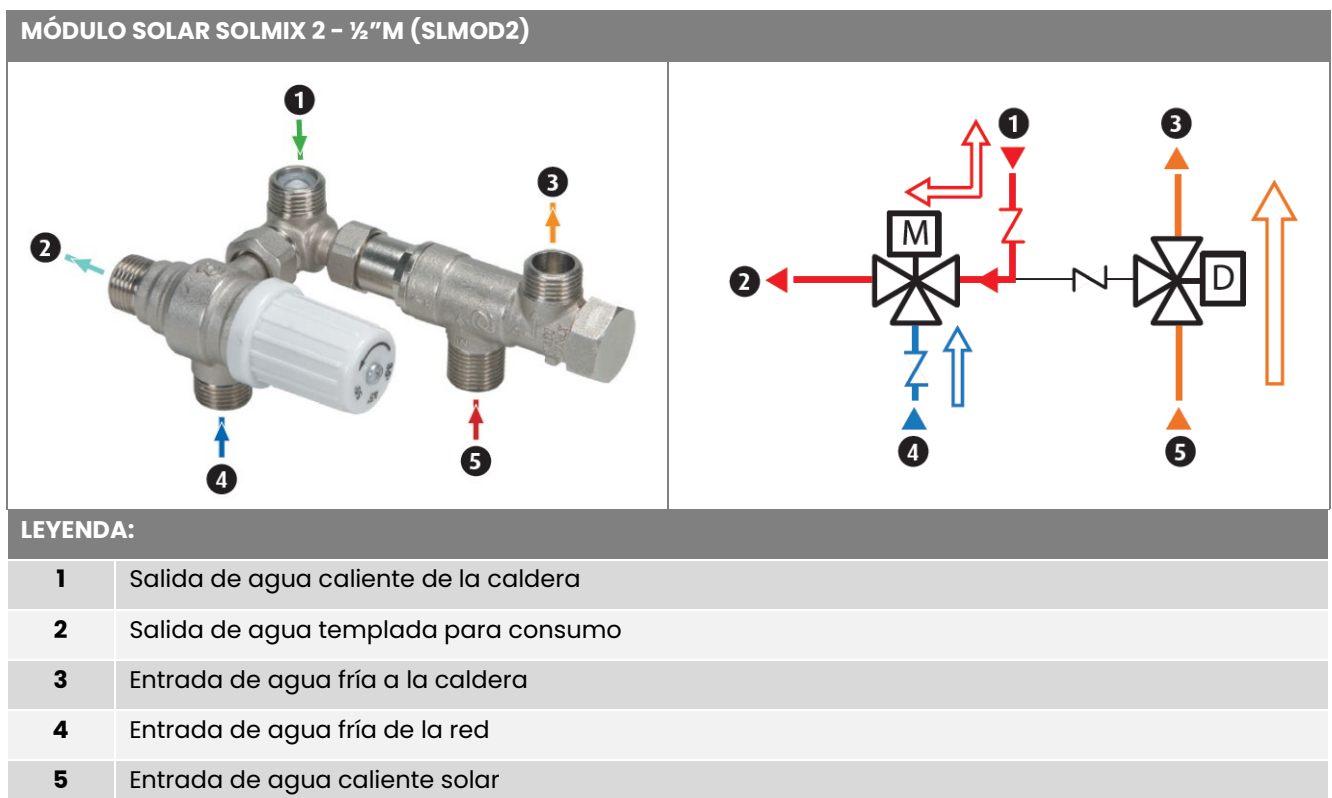 MÓDULO SOLAR SOLMIX 2 - ½”M (SLMOD2)
1
3
2
4
5
1
3
M
2
D
4
5
LEYENDA:
1 Salida de agua caliente de la caldera
2 Salida de agua templada para consumo
3 Entrada de agua fría a la caldera
4 Entrada de agua fría de la red
5 Entrada de agua caliente solar